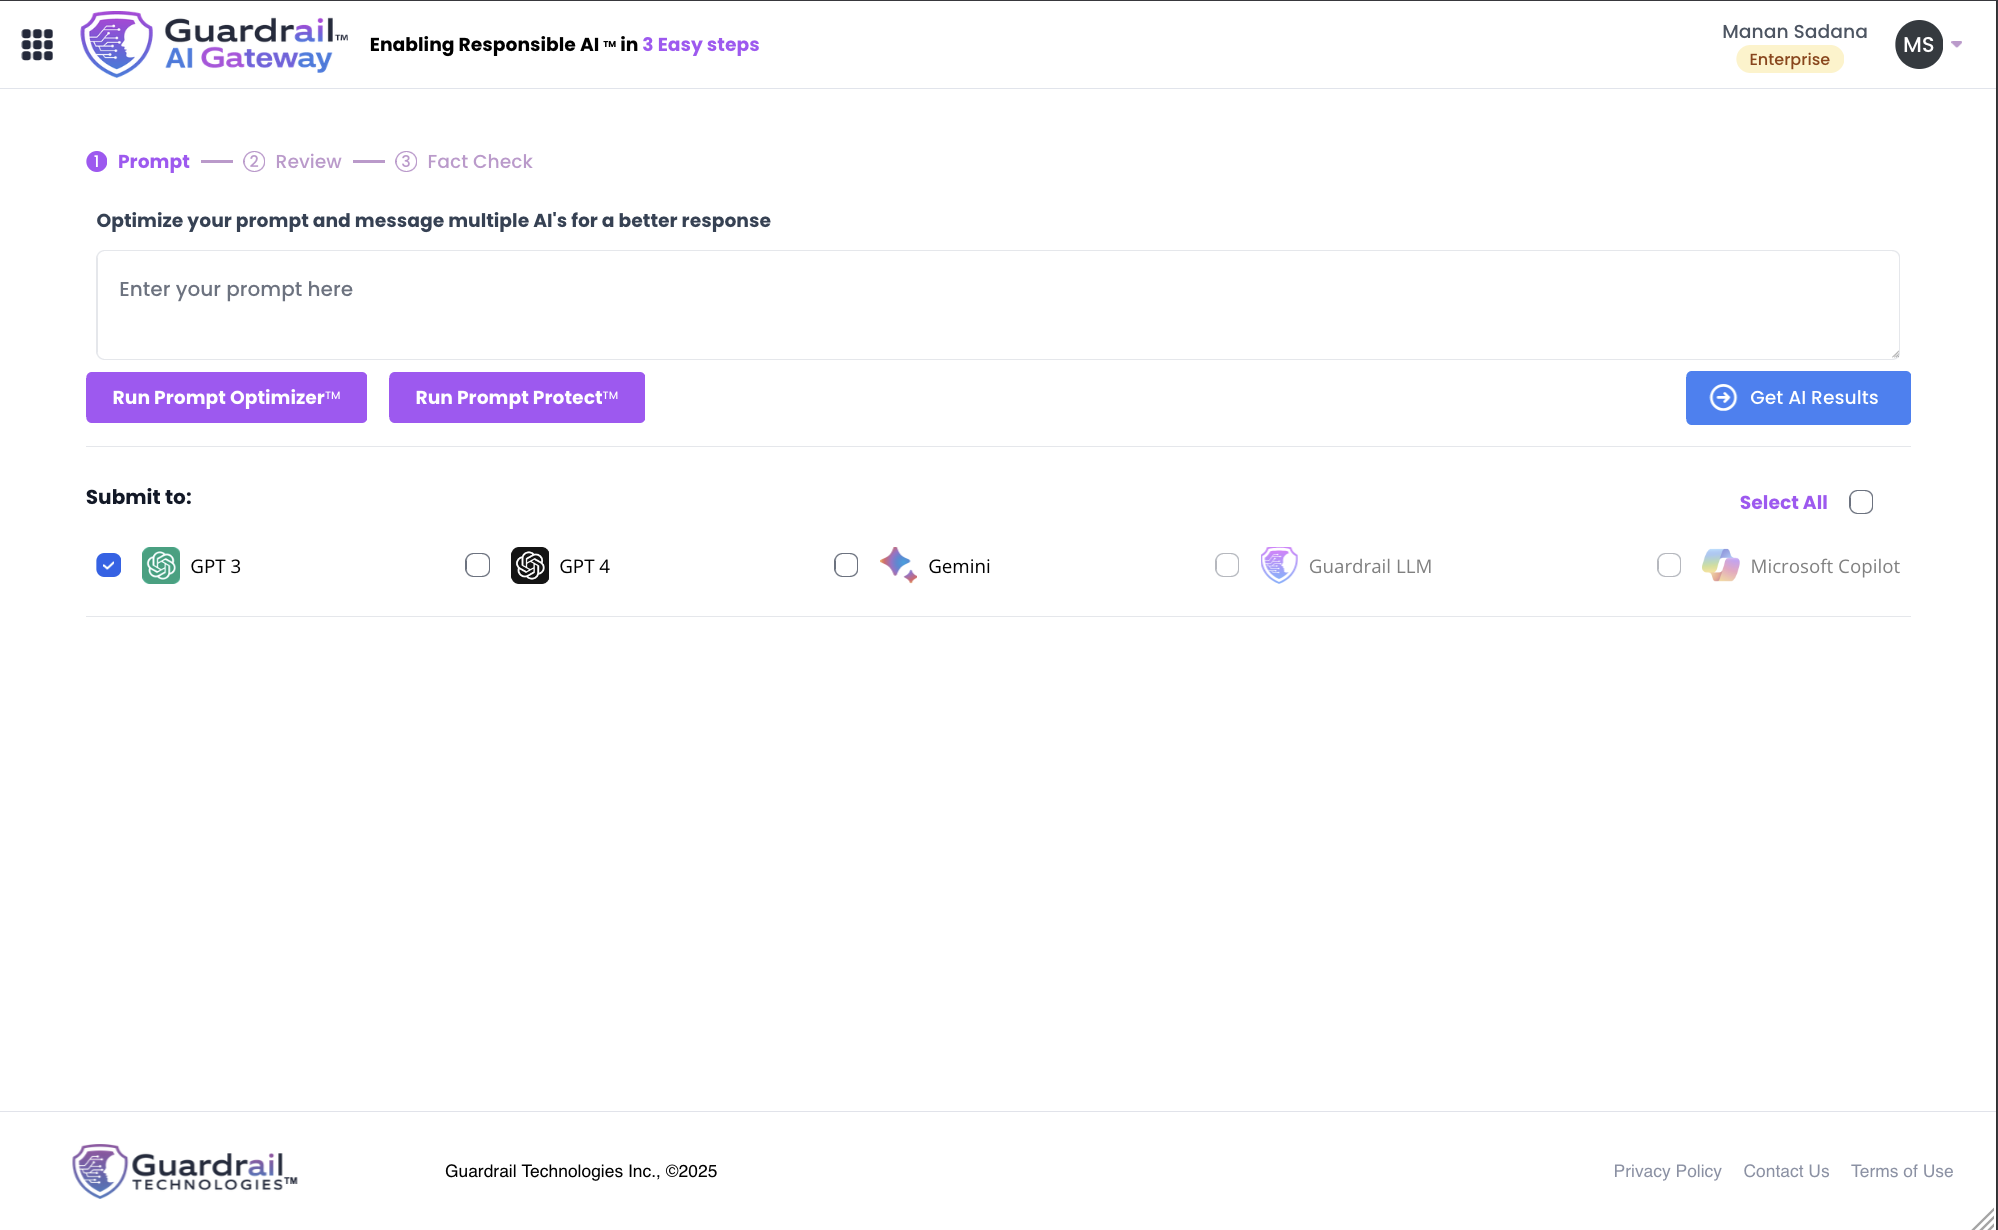 Guardrail™
AI Gateway
Enabling Responsible AI ™ in 3 Easy steps
Manan Sadana
Enterprise
MS
1 Prompt 2 Review 3 Fact Check
Optimize your prompt and message multiple AI's for a better response
Enter your prompt here
Run Prompt Optimizer™
Run Prompt Protect™
Get AI Results
Submit to:
Select All
GPT 3
GPT 4
Gemini
Guardrail LLM
Microsoft Copilot
Guardrail
TECHNOLOGIES™
Guardrail Technologies Inc., ©2025
Privacy Policy
Contact Us
Terms of Use